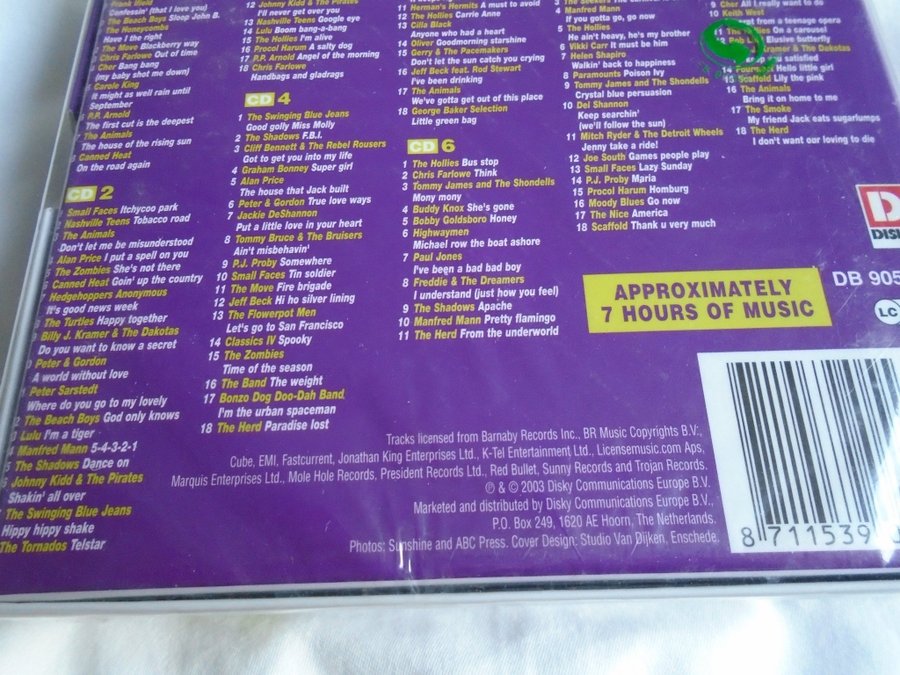 Frank Ifield
Confessin' (that I love you)
The Beach Boys Sloop John B.
The Honeycombs
Have I the right
The Move Blackberry way
Chris Farlowe Out of time
Cher Bang bang
(my baby shot me down)
Carole King
It might as well rain until
September
P.P. Arnold
The first cut is the deepest
The Animals
The house of the rising sun
Canned Heat
On the road again
CD 2
Small Faces Itchycoo park
Nashville Teens Tobacco road
The Animals
Don't let me be misunderstood
Alan Price I put a spell on you
The Zombies She's not there
Canned Heat Goin' up the country
7 Hedgehoppers Anonymous
It's good news week
The Turtles Happy together
Billy J. Kramer & The Dakotas
Do you want to know a secret
Peter & Gordon
A world without love
Peter Sarstedt
Where do you go to my lovely
The Beach Boys God only knows
Lulu I'm a tiger
Manfred Mann 5-4-3-2-1
The Shadows Dance on
Johnny Kidd & The Pirates
Shakin' all over
The Swinging Blue Jeans
Hippy hippy shake
The Tornados Telstar
12 Johnny Kidd & The Pirates
I'll never get over you
13 Nashville Teens Google eye
14 Lulu Boom bang-a-bang
15 The Hollies I'm alive
16 Procol Harum A salty dog
17 P.P. Arnold Angel of the morning
18 Chris Farlowe
Handbags and gladrags
CD 4
1 The Swinging Blue Jeans
Good golly Miss Molly
2 The Shadows F.B.I.
3 Cliff Bennett & The Rebel Rousers
Got to get you into my life
4 Graham Bonney Super girl
5 Alan Price
The house that Jack built
6 Peter & Gordon True love ways
7 Jackie DeShannon
Put a little love in your heart
8 Tommy Bruce & The Bruisers
Ain't misbehavin'
9 P.J. Proby Somewhere
10 Small Faces Tin soldier
11 The Move Fire brigade
12 Jeff Beck Hi ho silver lining
13 The Flowerpot Men
Let's go to San Francisco
14 Classics IV Spooky
15 The Zombies
Time of the season
16 The Band The weight
17 Bonzo Dog Doo-Dah Band
I'm the urban spaceman
18 The Herd Paradise lost
11 Herman's Hermits A must to avoid
12 The Hollies Carrie Anne
13 Cilla Black
Anyone who had a heart
14 Oliver Goodmorning starshine
15 Gerry & The Pacemakers
Don't let the sun catch you crying
16 Jeff Beck feat. Rod Stewart
I've been drinking
17 The Animals
We've gotta get out of this place
18 George Baker Selection
Little green bag
CD 6
1 The Hollies Bus stop
2 Chris Farlowe Think
3 Tommy James and The Shondells
Mony mony
4 Buddy Knox She's gone
5 Bobby Goldsboro Honey
6 Highwaymen
Michael row the boat ashore
7 Paul Jones
I've been a bad bad boy
8 Freddie & The Dreamers
I understand (just how you feel)
9 The Shadows Apache
10 Manfred Mann Pretty flamingo
11 The Herd From the underworld
4 Manfred Mann
If you gotta go, go now
5 The Hollies
He ain't heavy, he's my brother
6 Vikki Carr It must be him
7 Helen Shapiro
Walkin' back to happiness
8 Paramounts Poison Ivy
9 Tommy James and The Shondells
Crystal blue persuasion
10 Del Shannon
Keep searchin'
(we'll follow the sun)
11 Mitch Ryder & The Detroit Wheels
Jenny take a ride!
12 Joe South Games people play
13 Small Faces Lazy Sunday
14 P.J. Proby Maria
15 Procol Harum Homburg
16 Moody Blues Go now
17 The Nice America
18 Scaffold Thank u very much
9 Cher All I really want to do
10 Keith West
from a teenage opera
11 The Hollies On a carousel
Elusive butterfly
Kramer & The Dakotas
keep you satisfied
Hello little girl
15 Scaffold Lily the pink
16 The Animals
Bring it on home to me
17 The Smoke
My friend Jack eats sugarlumps
18 The Herd
I don't want our loving to die
D
DISK
DB 905
LC
APPROXIMATELY
7 HOURS OF MUSIC
Tracks licensed from Barnaby Records Inc., BR Music Copyrights B.V.,
Cube, EMI, Fastcurrent, Jonathan King Enterprises Ltd., K-Tel Entertainment Ltd., Licensemusic.com Aps,
Marquis Enterprises Ltd., Mole Hole Records, President Records Ltd., Red Bullet, Sunny Records and Trojan Records.
℗ & © 2003 Disky Communications Europe B.V.
Marketed and distributed by Disky Communications Europe B.V.,
P.O. Box 249, 1620 AE Hoorn, The Netherlands.
Photos: Sunshine and ABC Press. Cover Design: Studio Van Dijken, Enschede.
8 711539